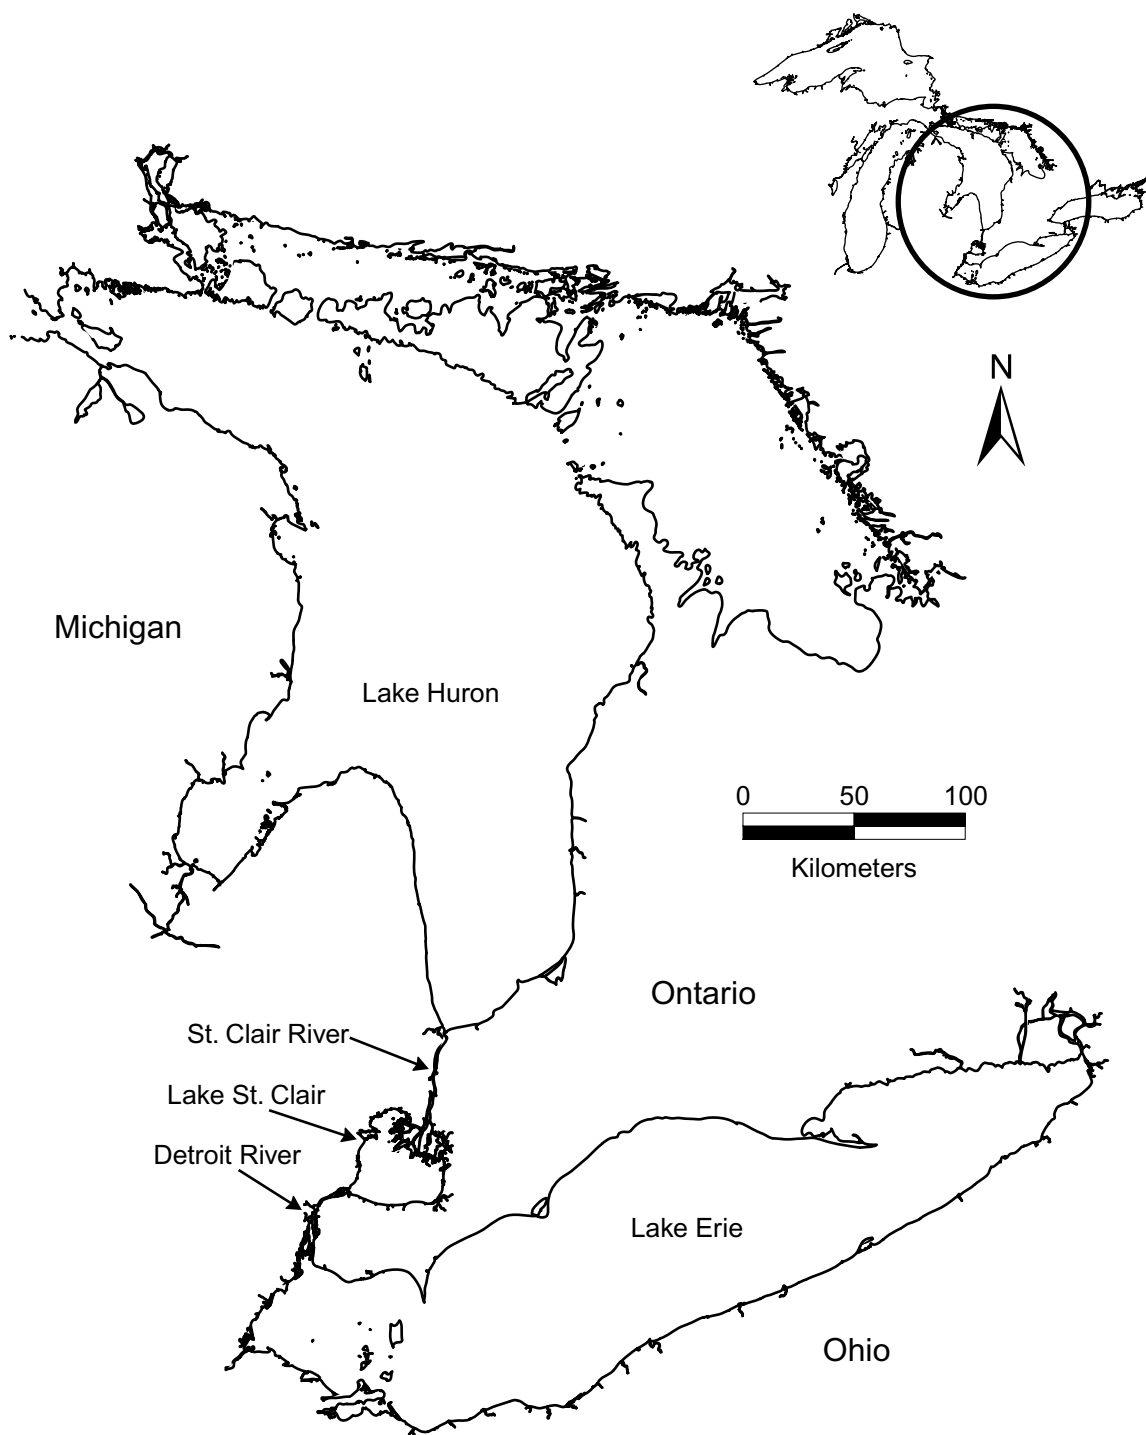 N
Michigan
Lake Huron
0 50 100
Kilometers
Ontario
St. Clair River
Lake St. Clair
Detroit River
Lake Erie
Ohio